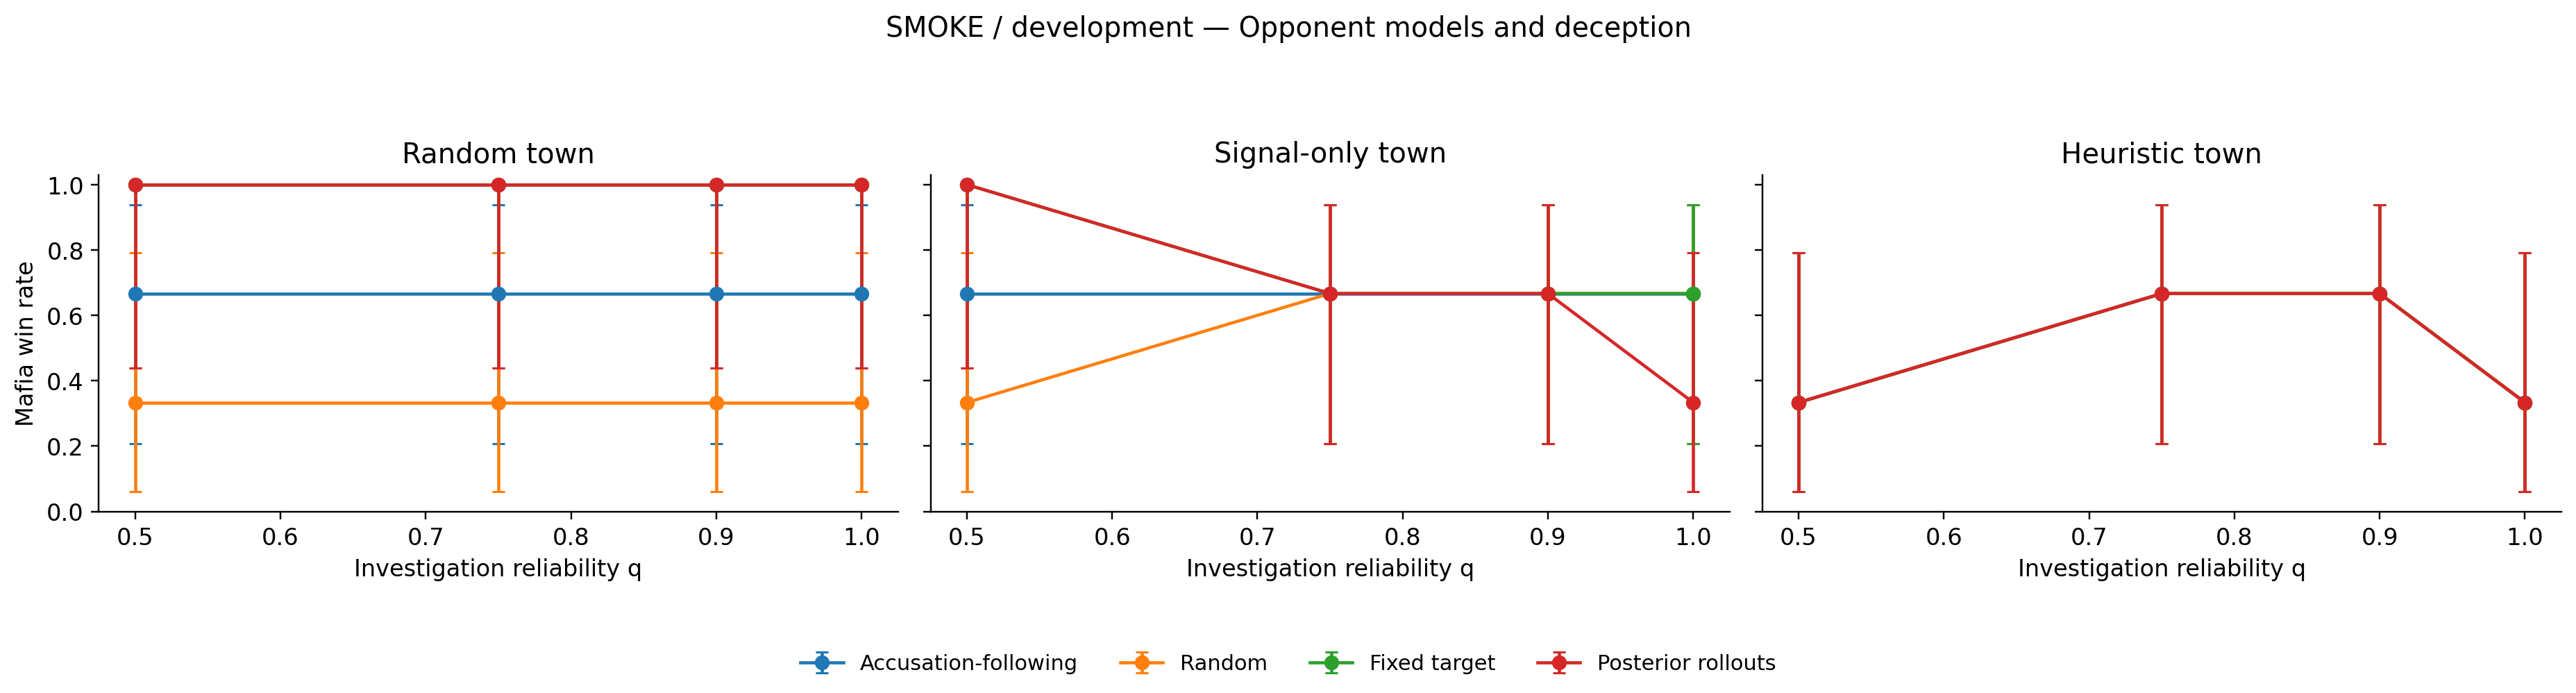 SMOKE / development — Opponent models and deception
Random town
Signal-only town
Heuristic town
Mafia win rate
1.0
0.8
0.6
0.4
0.2
0.0
0.5 0.6 0.7 0.8 0.9 1.0
0.5 0.6 0.7 0.8 0.9 1.0
0.5 0.6 0.7 0.8 0.9 1.0
Investigation reliability q
Investigation reliability q
Investigation reliability q
Accusation-following
Random
Fixed target
Posterior rollouts